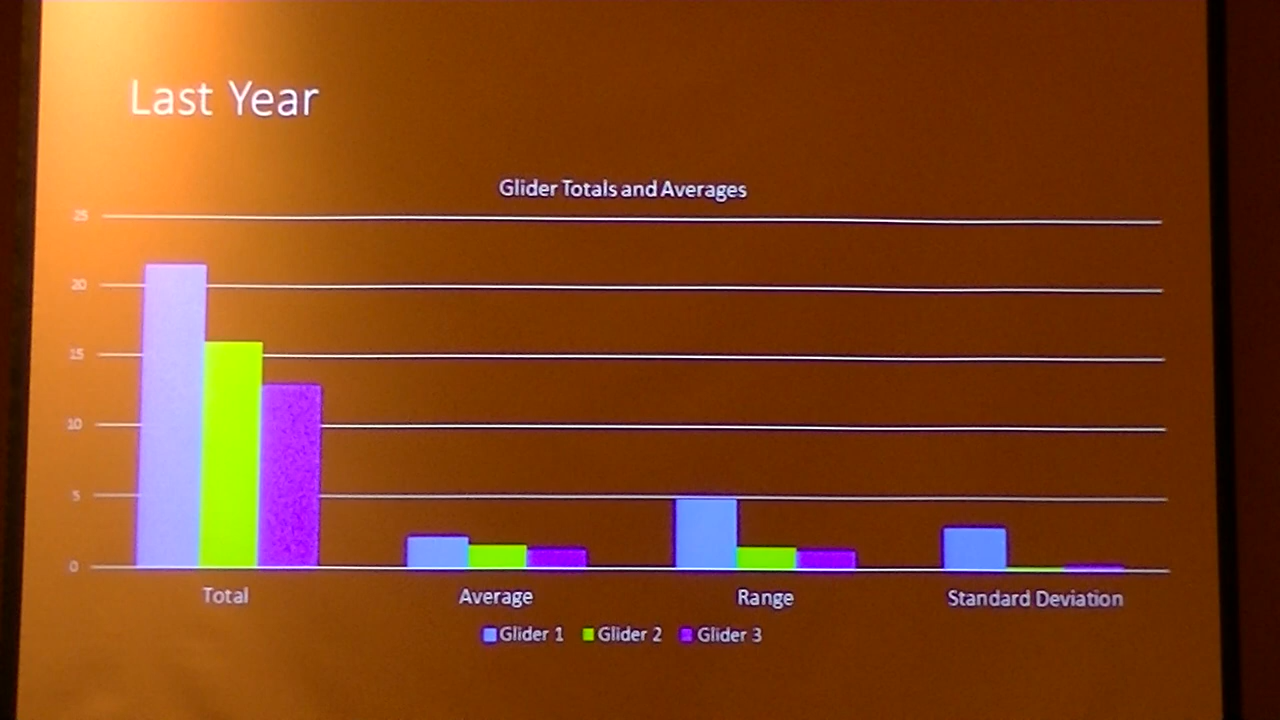 Last Year
Glider Totals and Averages
25
20
15
10
5
0
Total Average Range Standard Deviation
Glider 1 Glider 2 Glider 3